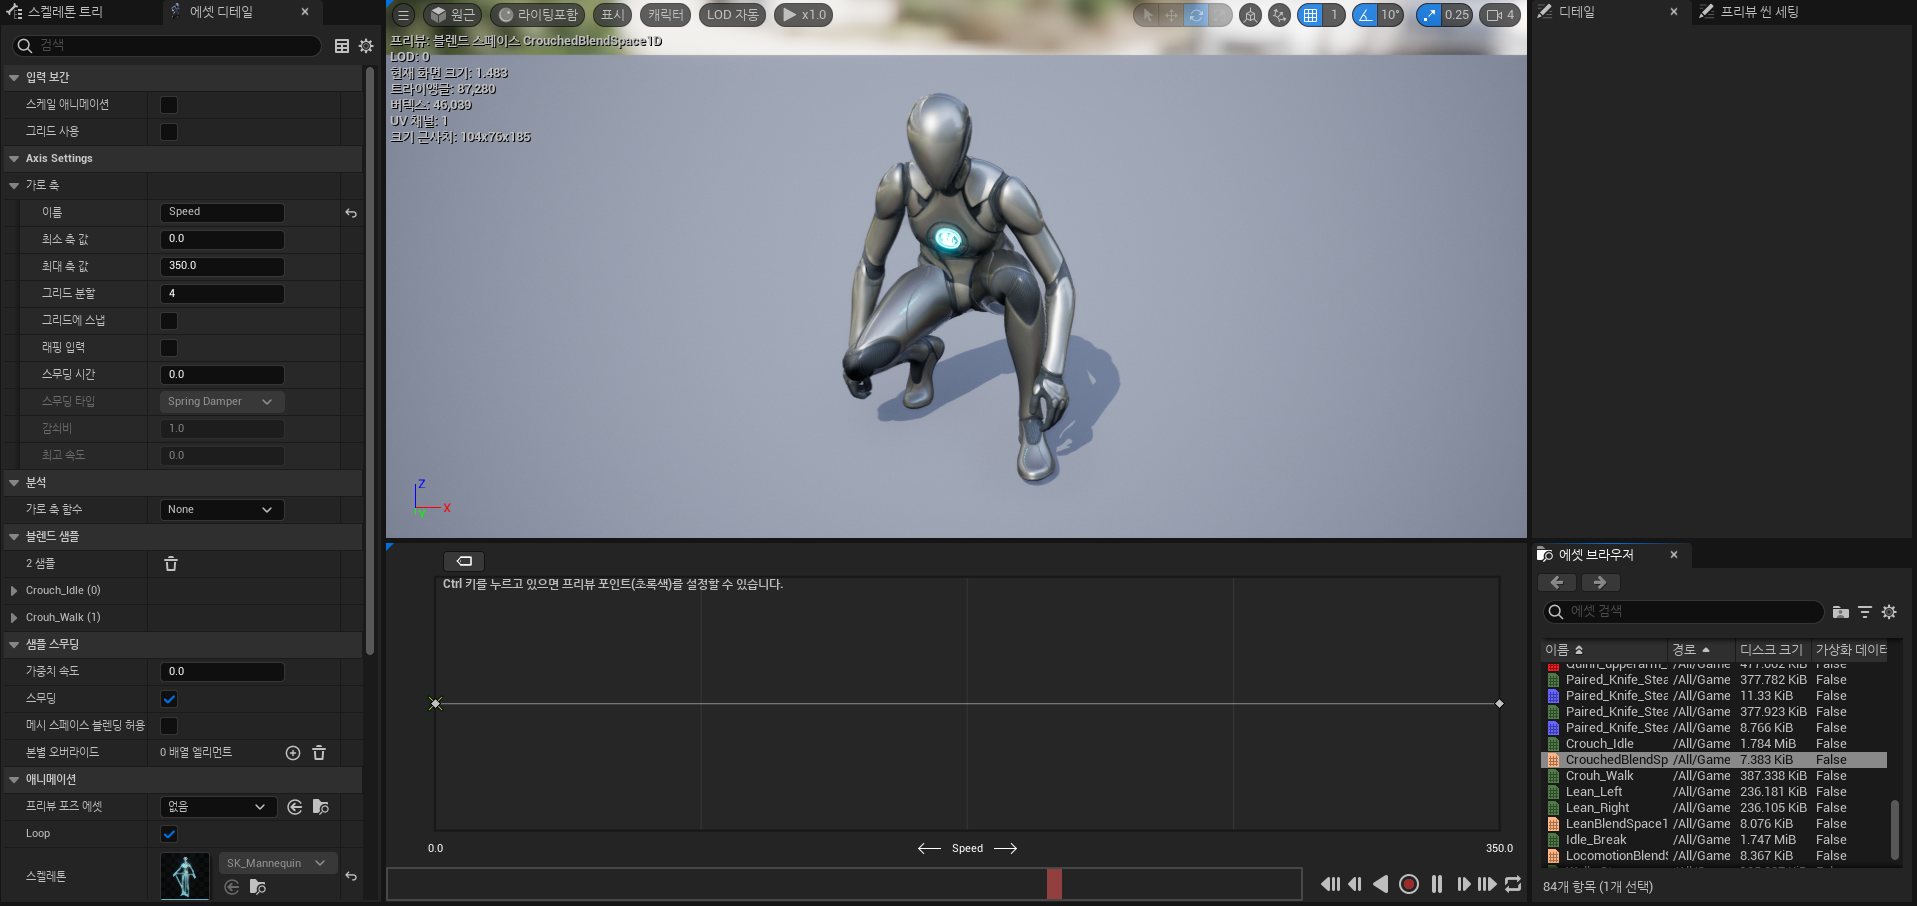 스켈레톤 트리
에셋 디테일
검색
입력 보간
스케일 애니메이션
그리드 사용
Axis Settings
가로 축
이름 Speed
최소 축 값 0.0
최대 축 값 350.0
그리드 분할 4
그리드에 스냅
래핑 입력
스무딩 시간 0.0
스무딩 타입 Spring Damper
감쇠비 1.0
최고 속도 0.0
분석
가로 축 함수 None
블렌드 샘플
2 샘플
Crouch_Idle (0)
Crouh_Walk (1)
샘플 스무딩
가중치 속도 0.0
스무딩
메시 스페이스 블렌딩 허용
본별 오버라이드 0 배열 엘리먼트
애니메이션
프리뷰 포즈 에셋 없음
Loop
스켈레톤 SK_Mannequin
원근 라이팅포함 표시 캐릭터 LOD 자동 x1.0
1 10° 0.25 4
프리뷰: 블렌드 스페이스 CrouchedBlendSpace1D
LOD: 0
현재 화면 크기: 1.483
트라이앵글: 87,280
버텍스: 46,039
UV 채널: 1
크기 근사치: 104x76x185
Z
X
Y
Ctrl 키를 누르고 있으면 프리뷰 포인트(초록색)를 설정할 수 있습니다.
0.0 Speed 350.0
디테일
프리뷰 씬 세팅
에셋 브라우저
에셋 검색
이름 경로 디스크 크기 가상화 데이터
Quinn_upperarm_ /All/Game 477.602 KiB False
Paired_Knife_Stea /All/Game 377.782 KiB False
Paired_Knife_Stea /All/Game 11.33 KiB False
Paired_Knife_Stea /All/Game 377.923 KiB False
Paired_Knife_Stea /All/Game 8.766 KiB False
Crouch_Idle /All/Game 1.784 MiB False
CrouchedBlendSp /All/Game 7.383 KiB False
Crouh_Walk /All/Game 387.338 KiB False
Lean_Left /All/Game 236.181 KiB False
Lean_Right /All/Game 236.105 KiB False
LeanBlendSpace1 /All/Game 8.076 KiB False
Idle_Break /All/Game 1.747 MiB False
LocomotionBlendS /All/Game 8.367 KiB False
84개 항목 (1개 선택)